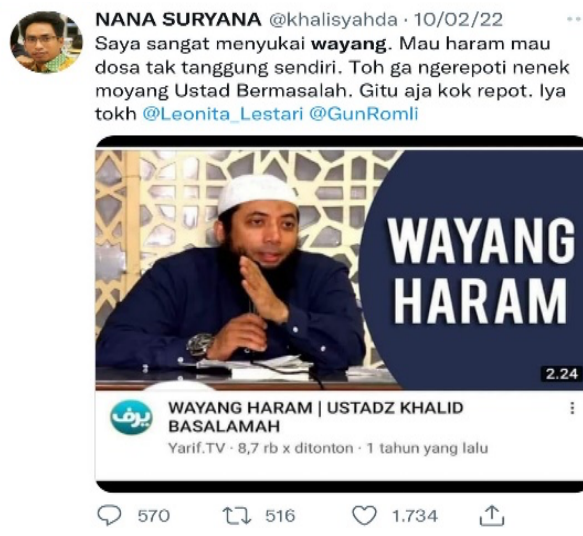 NANA SURYANA @khalisyahda · 10/02/22
Saya sangat menyukai wayang. Mau haram mau
dosa tak tanggung sendiri. Toh ga ngerepoti nenek
moyang Ustad Bermasalah. Gitu aja kok repot. Iya
tokh @Leonita_Lestari @GunRomli
WAYANG
HARAM
2.24
يرف
WAYANG HARAM | USTADZ KHALID
BASALAMAH
Yarif.TV · 8,7 rb x ditonton · 1 tahun yang lalu
570 516 1.734